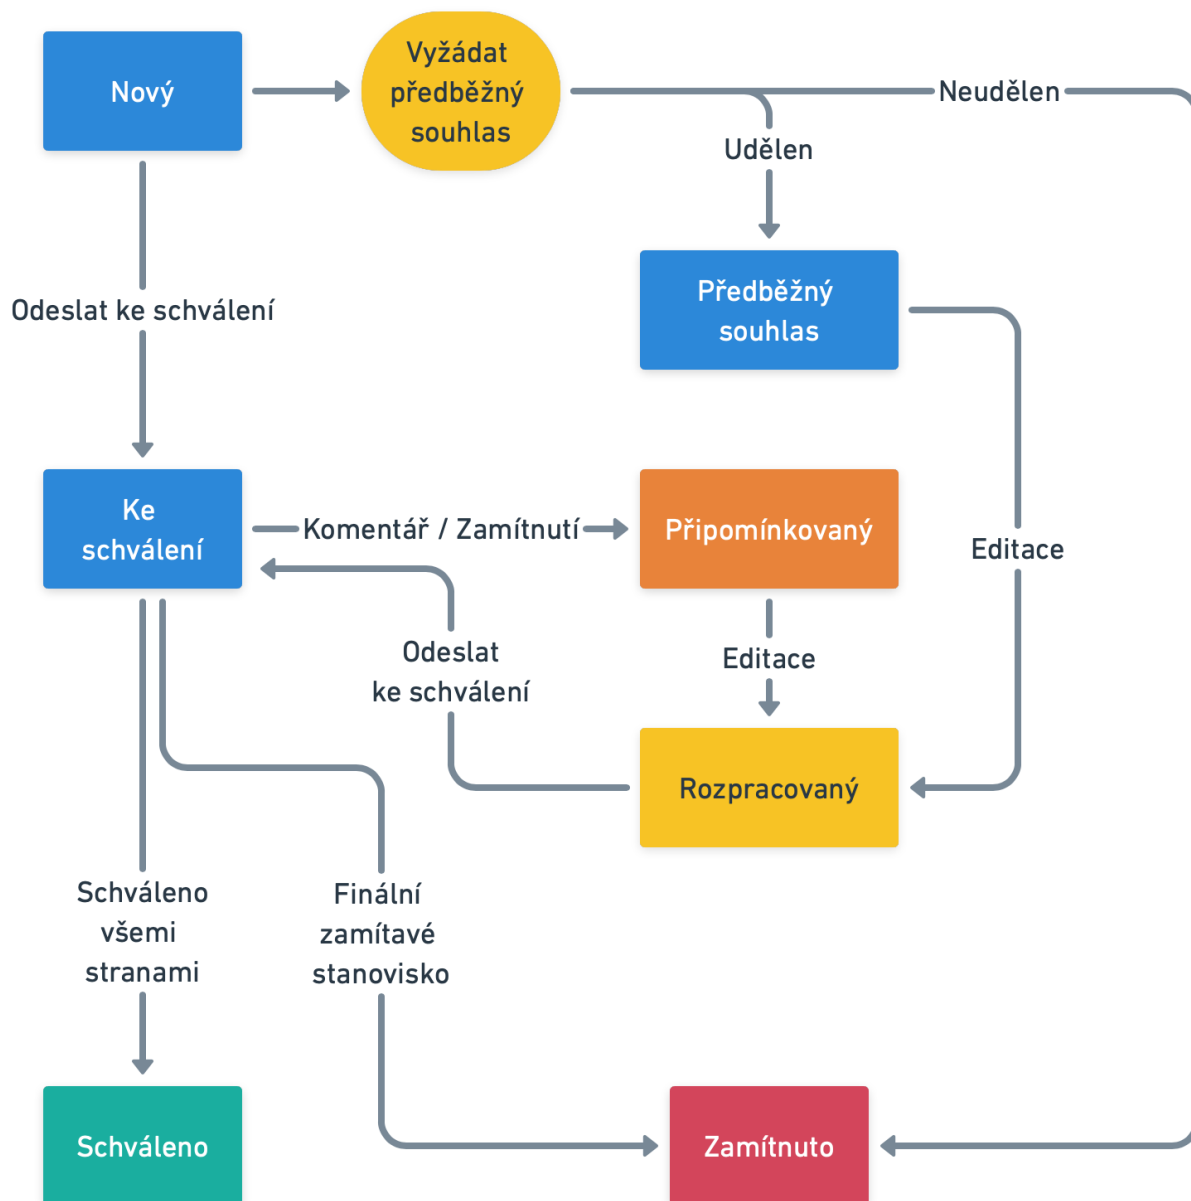 Nový
Vyžádat
předběžný
souhlas
Neudělen
Udělen
Předběžný
souhlas
Odeslat ke schválení
Ke
schválení
Komentář / Zamítnutí
Připomínkovaný
Editace
Editace
Odeslat
ke schválení
Rozpracovaný
Schváleno
všemi
stranami
Finální
zamítavé
stanovisko
Schváleno
Zamítnuto